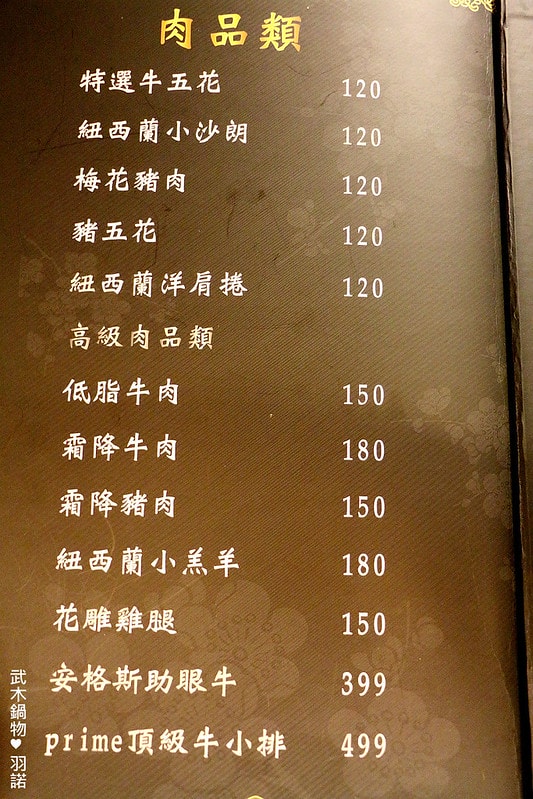 肉品類
特選牛五花 120
紐西蘭小沙朗 120
梅花豬肉 120
豬五花 120
紐西蘭洋肩捲 120
高級肉品類
低脂牛肉 150
霜降牛肉 180
霜降豬肉 150
紐西蘭小羔羊 180
花雕雞腿 150
安格斯助眼牛 399
prime頂級牛小排 499
武木鍋物♥羽諾